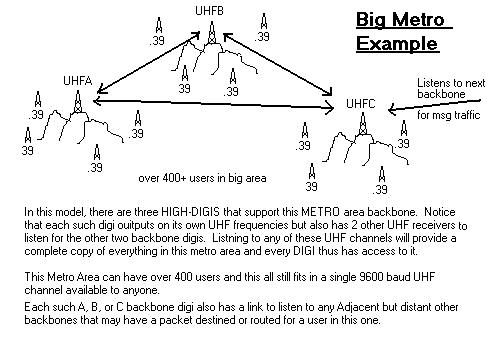 Big Metro
Example
UHFB
.39
.39
.39
.39
UHFA
.39
.39
.39
.39
UHFC
.39
.39
.39
.39
Listens to next
backbone
for msg traffic
over 400+ users in big area
In this model, there are three HIGH-DIGIS that support this METRO area backbone. Notice
that each such digi ouitputs on its own UHF frequencies but also has 2 other UHF receivers to
listen for the other two backbone digis. Listning to any of these UHF channels will provide a
complete copy of everything in this metro area and every DIGI thus has access to it.
This Metro Area can have over 400 users and this all still fits in a single 9600 baud UHF
channel available to anyone.
Each such A, B, or C backbone digi also has a link to listen to any Adjacent but distant other
backbones that may have a packet destined or routed for a user in this one.